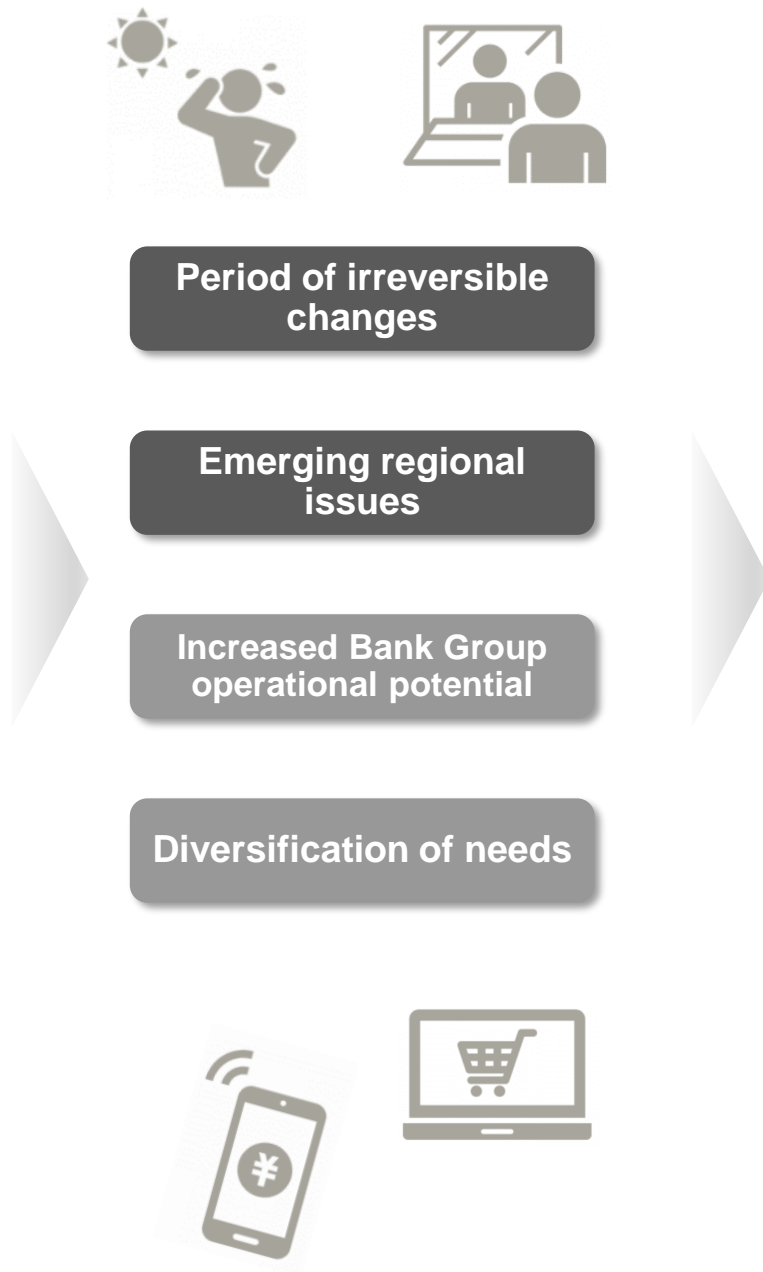 Period of irreversible
changes
Emerging regional
issues
Increased Bank Group
operational potential
Diversification of needs
¥